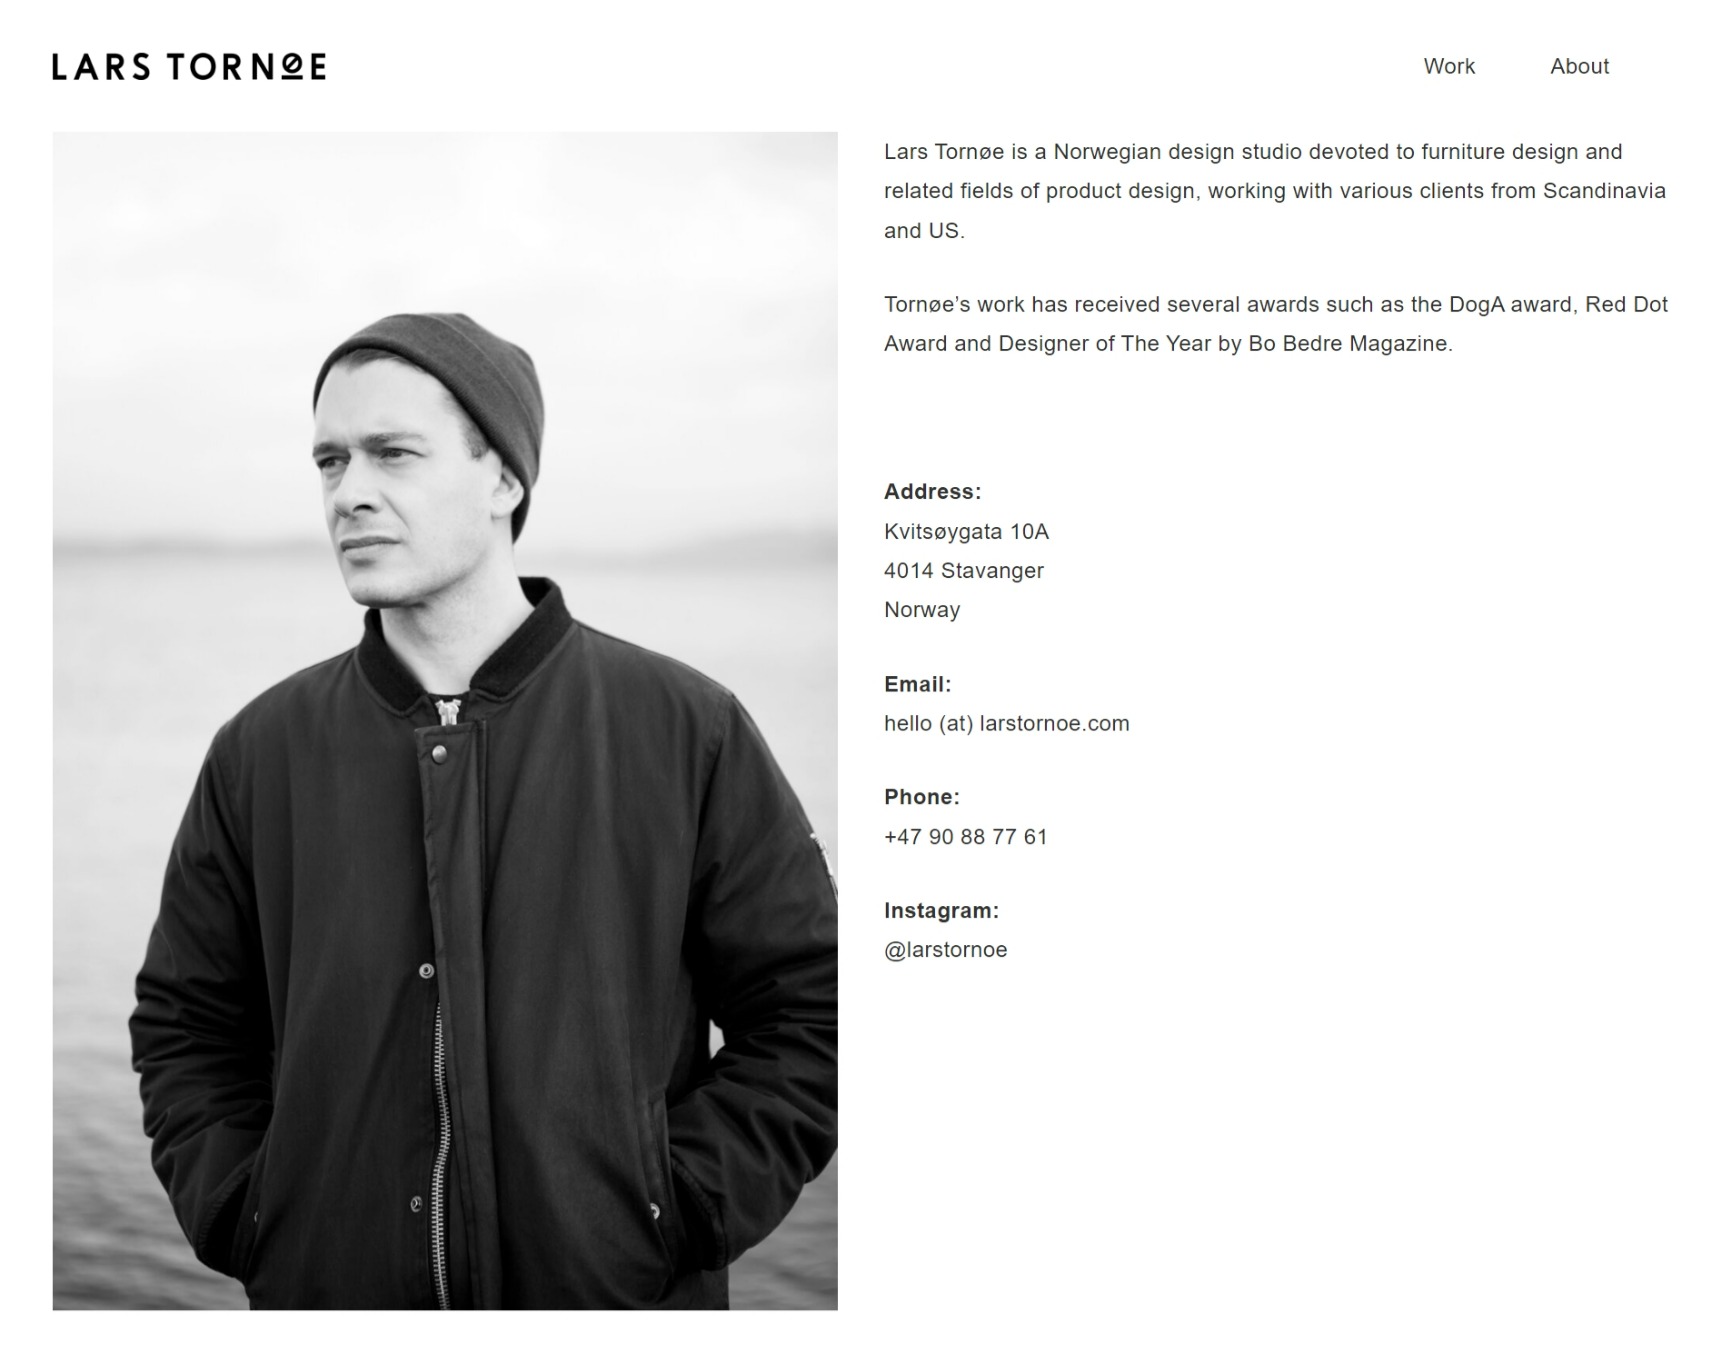 LARS TORNØE
Work
About
Lars Tornøe is a Norwegian design studio devoted to furniture design and
related fields of product design, working with various clients from Scandinavia
and US.
Tornøe’s work has received several awards such as the DogA award, Red Dot
Award and Designer of The Year by Bo Bedre Magazine.
Address:
Kvitsøygata 10A
4014 Stavanger
Norway
Email:
hello (at) larstornoe.com
Phone:
+47 90 88 77 61
Instagram:
@larstornoe